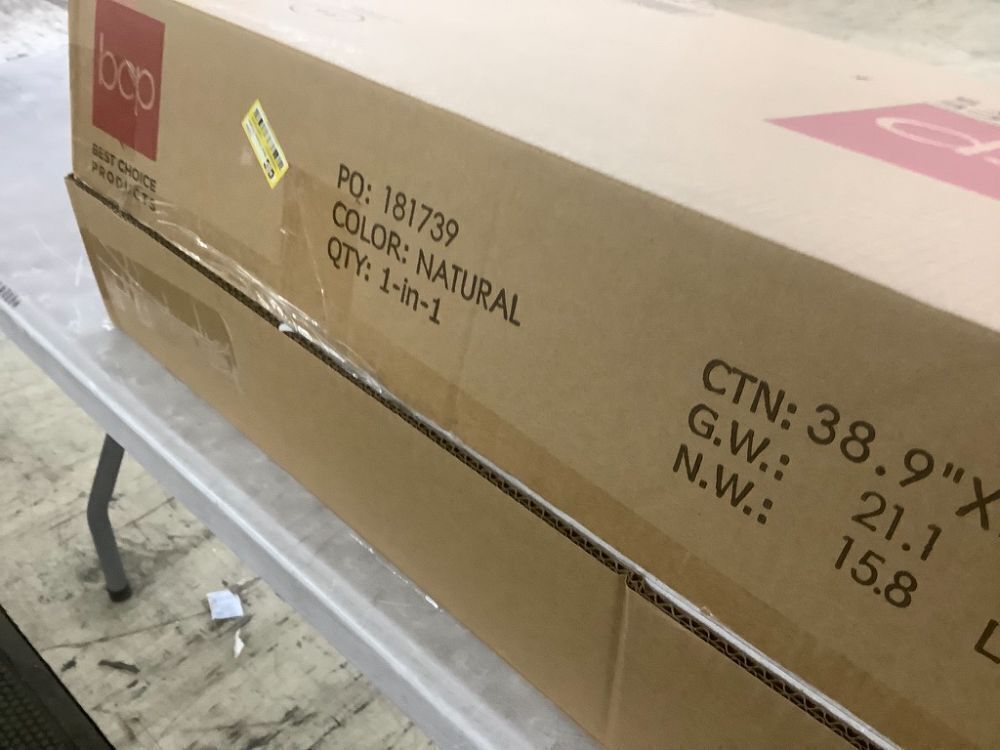 bcp
BEST CHOICE
PRODUCTS
PO: 181739
COLOR: NATURAL
QTY: 1-in-1
CTN: 38.9"X
G.W.: 21.1
N.W.: 15.8